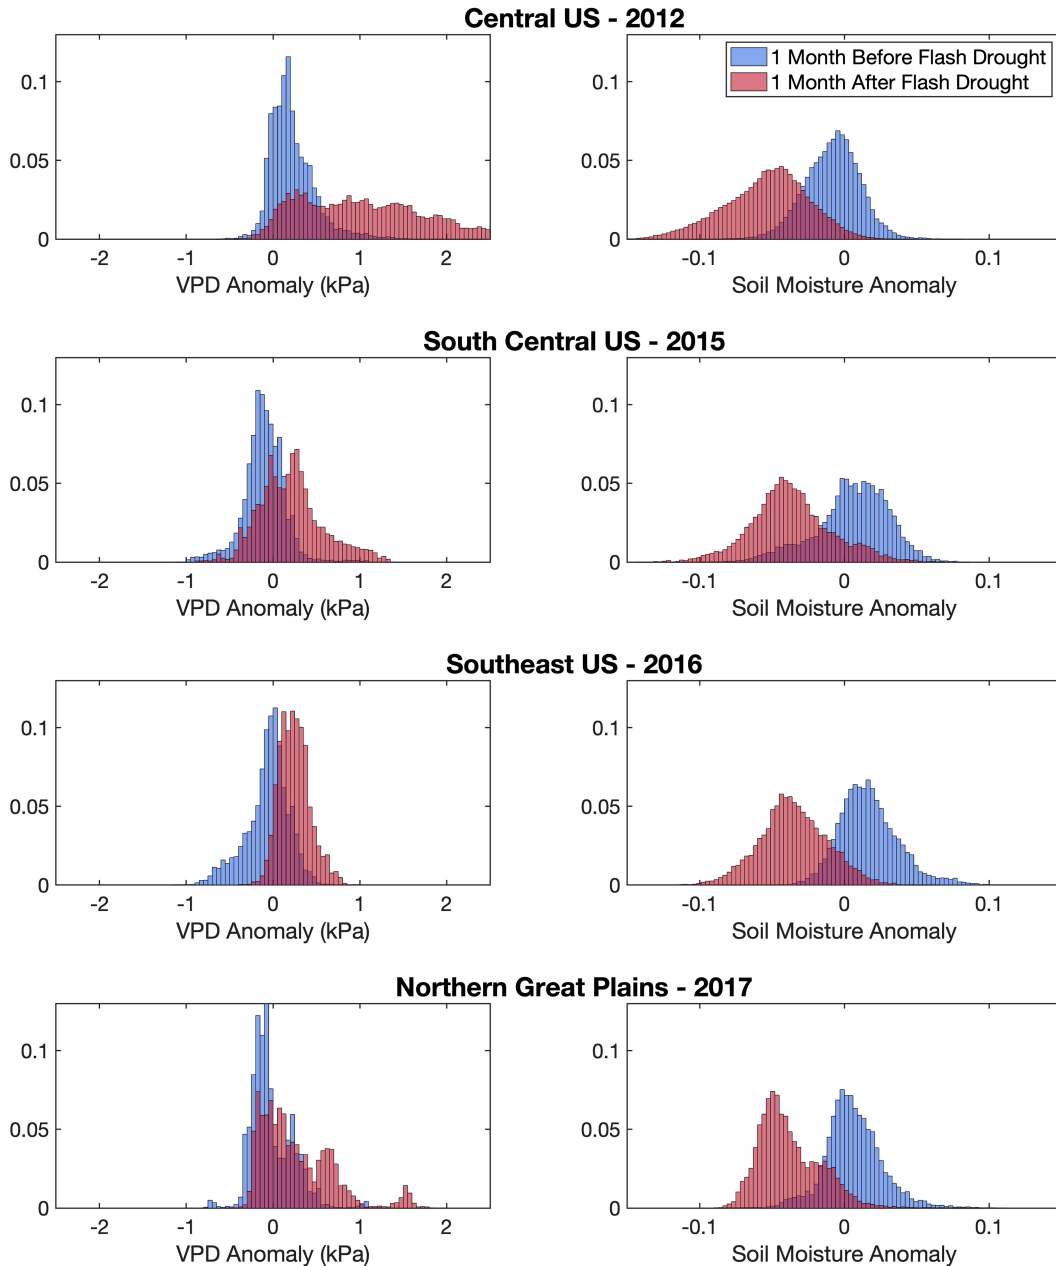 Central US - 2012
0.1
0.05
0
-2 -1 0 1 2
VPD Anomaly (kPa)
1 Month Before Flash Drought
1 Month After Flash Drought
0.1
0.05
0
-0.1 0 0.1
Soil Moisture Anomaly
South Central US - 2015
0.1
0.05
0
-2 -1 0 1 2
VPD Anomaly (kPa)
0.1
0.05
0
-0.1 0 0.1
Soil Moisture Anomaly
Southeast US - 2016
0.1
0.05
0
-2 -1 0 1 2
VPD Anomaly (kPa)
0.1
0.05
0
-0.1 0 0.1
Soil Moisture Anomaly
Northern Great Plains - 2017
0.1
0.05
0
-2 -1 0 1 2
VPD Anomaly (kPa)
0.1
0.05
0
-0.1 0 0.1
Soil Moisture Anomaly